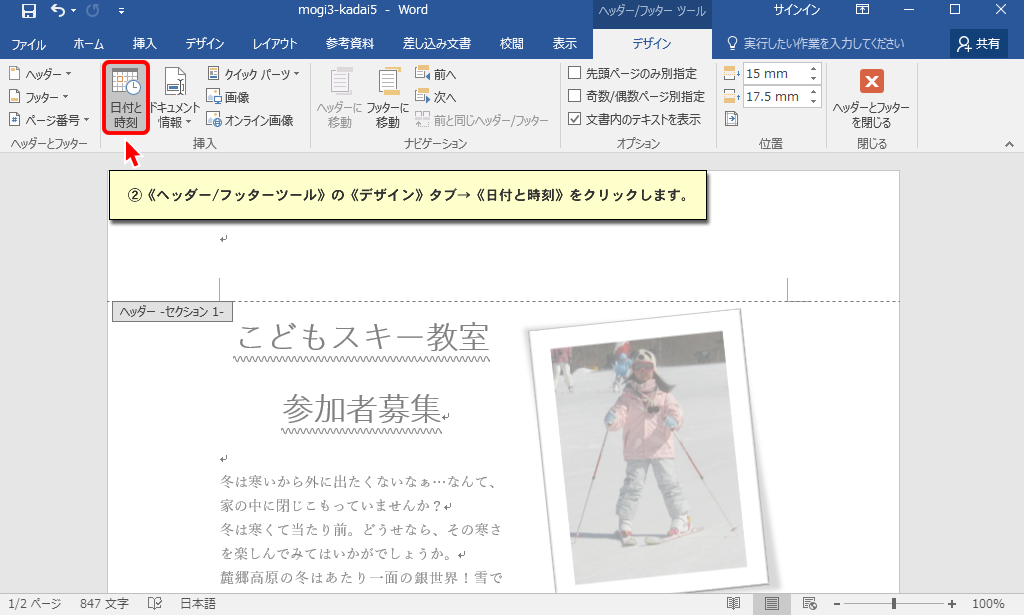 mogi3-kadai5 - Word
ヘッダー/フッター ツール
サインイン
ファイル ホーム 挿入 デザイン レイアウト 参考資料 差し込み文書 校閲 表示 デザイン 実行したい作業を入力してください 共有
ヘッダー
フッター
ページ番号
ヘッダーとフッター
日付と
時刻
ドキュメント
情報
クイック パーツ
画像
オンライン画像
挿入
ヘッダーに
移動
フッターに
移動
前へ
次へ
前と同じヘッダー/フッター
ナビゲーション
先頭ページのみ別指定
奇数/偶数ページ別指定
文書内のテキストを表示
オプション
15 mm
17.5 mm
位置
ヘッダーとフッター
を閉じる
閉じる
②《ヘッダー/フッターツール》の《デザイン》タブ→《日付と時刻》をクリックします。
ヘッダー -セクション 1-
こどもスキー教室
参加者募集
冬は寒いから外に出たくないなぁ…なんて、
家の中に閉じこもっていませんか？
冬は寒くて当たり前。どうせなら、その寒さ
を楽しんでみてはいかがでしょうか。
麓郷高原の冬はあたり一面の銀世界！雪で
1/2 ページ 847 文字 日本語 100%